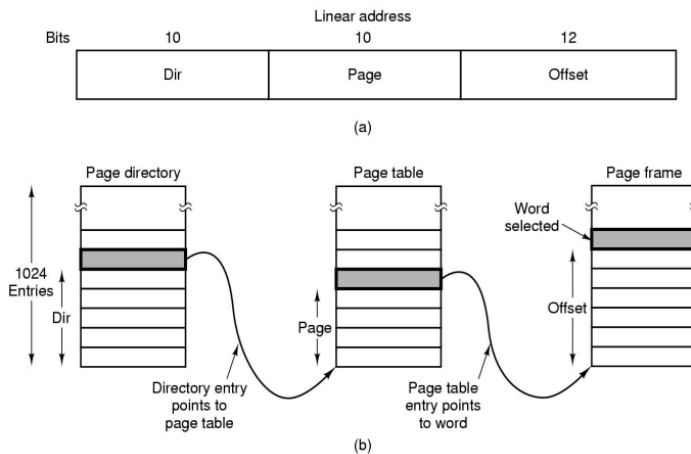 Linear address
Bits 10 10 12
Dir Page Offset
(a)
Page directory Page table Page frame
Word
selected
1024
Entries
Dir
Page
Offset
Directory entry
points to
page table
Page table
entry points
to word
(b)